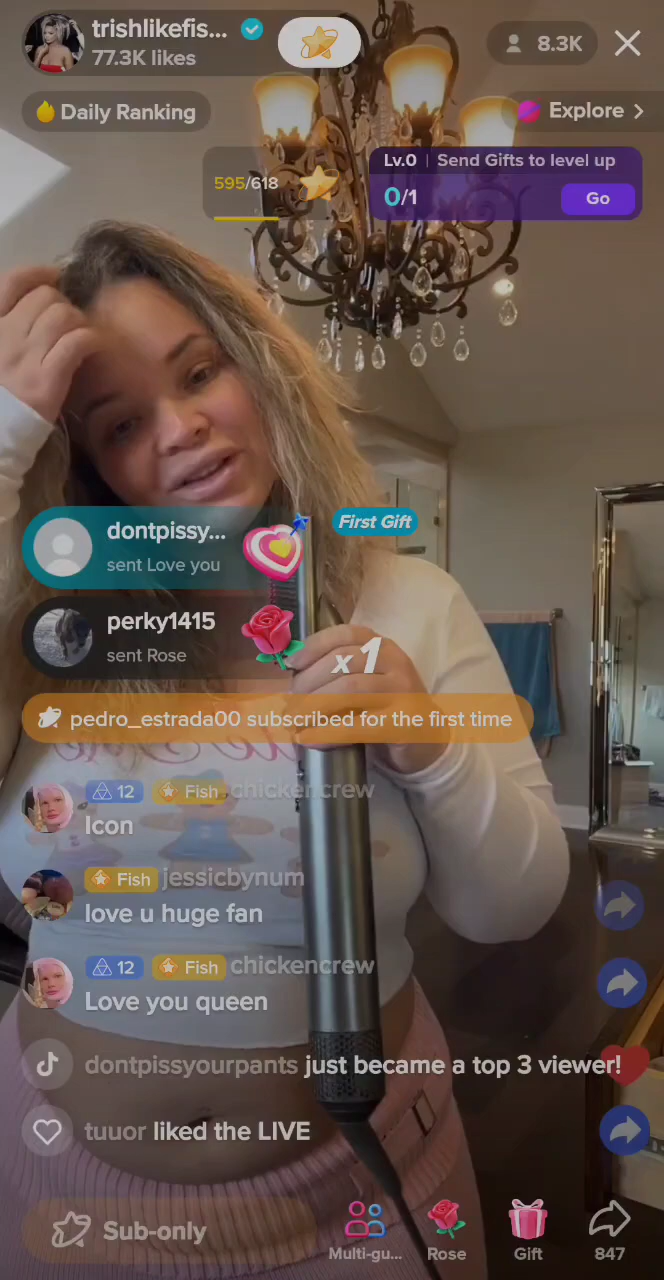 trishlikefis...
77.3K likes
8.3K
Daily Ranking
Explore
595/618
Lv.0 | Send Gifts to level up
0/1
Go
dontpissy...
sent Love you
First Gift
perky1415
sent Rose
x1
pedro_estrada00 subscribed for the first time
12 Fish chickencrew
Icon
Fish jessicbynum
love u huge fan
12 Fish chickencrew
Love you queen
dontpissyourpants just became a top 3 viewer!
tuuor liked the LIVE
Sub-only
Multi-gu...
Rose
Gift
847